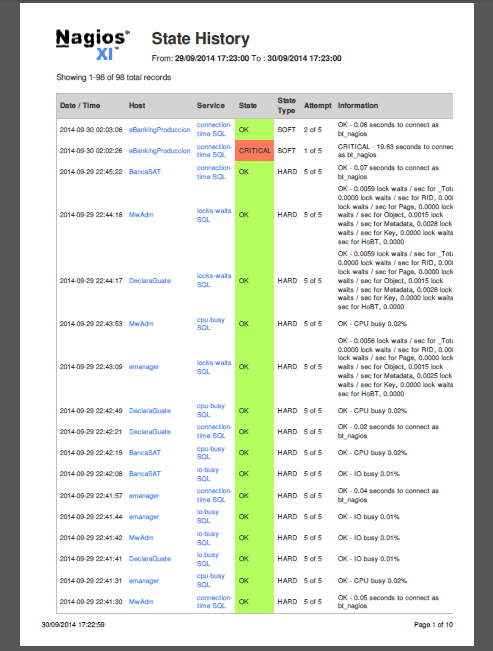 Nagios®
XI™
State History
From: 29/09/2014 17:23:00 To : 30/09/2014 17:23:00
Showing 1-98 of 98 total records
Date / Time Host Service State State Type Attempt Information
2014-09-30 02:03:06 eBankingProduccion connection-time SQL OK SOFT 2 of 5 OK - 0.06 seconds to connect as
bt_nagios
2014-09-30 02:02:26 eBankingProduccion connection-time SQL CRITICAL SOFT 1 of 5 CRITICAL - 19.63 seconds to connec
as bt_nagios
2014-09-29 22:45:22 BancaSAT connection-time SQL OK HARD 5 of 5 OK - 0.07 seconds to connect as
bt_nagios
2014-09-29 22:44:18 MwAdm locks-waits SQL OK HARD 5 of 5 OK - 0.0059 lock waits / sec for _Tota
0.0000 lock waits / sec for RID, 0.000
lock waits / sec for Page, 0.0000 lock
waits / sec for Object, 0.0015 lock
waits / sec for Metadata, 0.0028 lock
waits / sec for Key, 0.0000 lock waits
sec for HoBT, 0.0000
2014-09-29 22:44:17 DeclaraGuate locks-waits SQL OK HARD 5 of 5 OK - 0.0059 lock waits / sec for _Tota
0.0000 lock waits / sec for RID, 0.000
lock waits / sec for Page, 0.0000 lock
waits / sec for Object, 0.0015 lock
waits / sec for Metadata, 0.0028 lock
waits / sec for Key, 0.0000 lock waits
sec for HoBT, 0.0000
2014-09-29 22:43:53 MwAdm cpu-busy SQL OK HARD 5 of 5 OK - CPU busy 0.02%
2014-09-29 22:43:09 emanager locks-waits SQL OK HARD 5 of 5 OK - 0.0056 lock waits / sec for _Tota
0.0000 lock waits / sec for RID, 0.000
lock waits / sec for Page, 0.0000 lock
waits / sec for Object, 0.0015 lock
waits / sec for Metadata, 0.0025 lock
waits / sec for Key, 0.0000 lock waits
sec for HoBT, 0.0000
2014-09-29 22:42:49 DeclaraGuate cpu-busy SQL OK HARD 5 of 5 OK - CPU busy 0.02%
2014-09-29 22:42:21 DeclaraGuate connection-time SQL OK HARD 5 of 5 OK - 0.02 seconds to connect as
bt_nagios
2014-09-29 22:42:19 BancaSAT cpu-busy SQL OK HARD 5 of 5 OK - CPU busy 0.02%
2014-09-29 22:42:08 BancaSAT io-busy SQL OK HARD 5 of 5 OK - IO busy 0.01%
2014-09-29 22:41:57 emanager connection-time SQL OK HARD 5 of 5 OK - 0.04 seconds to connect as
bt_nagios
2014-09-29 22:41:44 emanager io-busy SQL OK HARD 5 of 5 OK - IO busy 0.01%
2014-09-29 22:41:42 MwAdm io-busy SQL OK HARD 5 of 5 OK - IO busy 0.01%
2014-09-29 22:41:41 DeclaraGuate io-busy SQL OK HARD 5 of 5 OK - IO busy 0.01%
2014-09-29 22:41:31 emanager cpu-busy SQL OK HARD 5 of 5 OK - CPU busy 0.02%
2014-09-29 22:41:30 MwAdm connection-time SQL OK HARD 5 of 5 OK - 0.05 seconds to connect as
bt_nagios
30/09/2014 17:22:59 Page 1 of 10